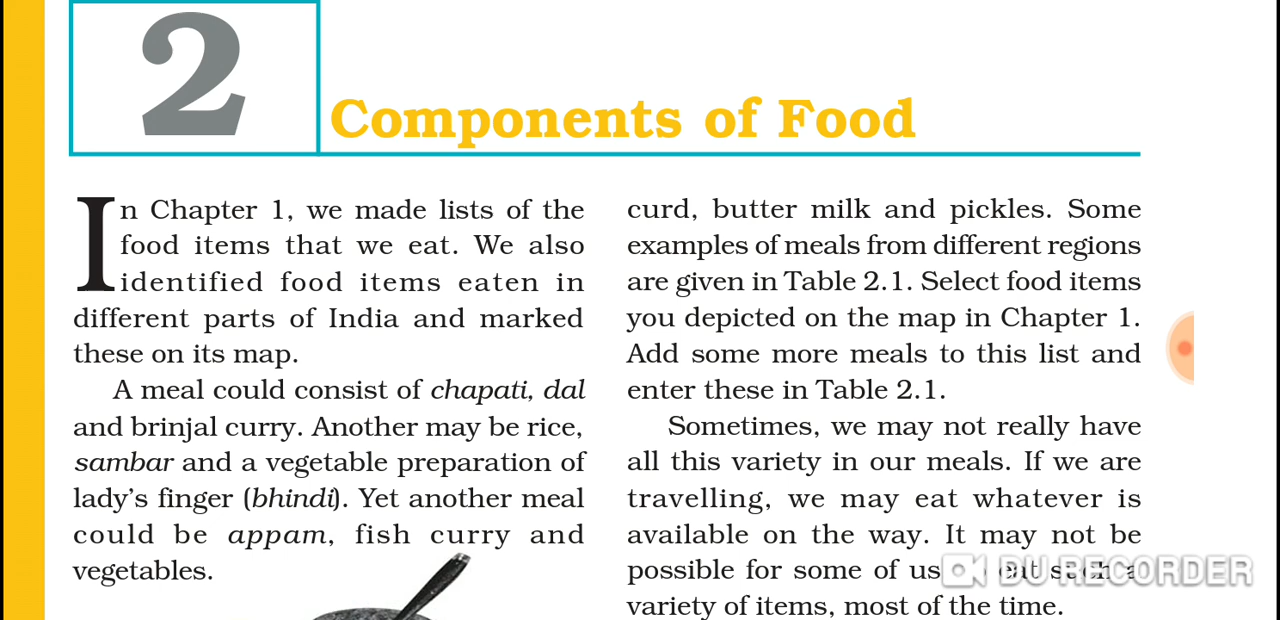 2
Components of Food
In Chapter 1, we made lists of the
food items that we eat. We also
identified food items eaten in
different parts of India and marked
these on its map.
A meal could consist of chapati, dal
and brinjal curry. Another may be rice,
sambar and a vegetable preparation of
lady's finger (bhindi). Yet another meal
could be appam, fish curry and
vegetables.
curd, butter milk and pickles. Some
examples of meals from different regions
are given in Table 2.1. Select food items
you depicted on the map in Chapter 1.
Add some more meals to this list and
enter these in Table 2.1.
Sometimes, we may not really have
all this variety in our meals. If we are
travelling, we may eat whatever is
available on the way. It may not be
possible for some of us to eat such a
variety of items, most of the time.
DU RECORDER